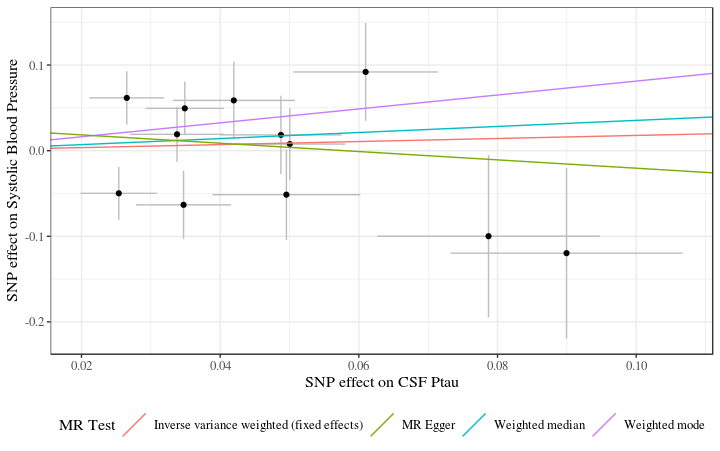 SNP effect on Systolic Blood Pressure
0.1
0.0
-0.1
-0.2
0.02 0.04 0.06 0.08 0.10
SNP effect on CSF Ptau
MR Test Inverse variance weighted (fixed effects) MR Egger Weighted median Weighted mode